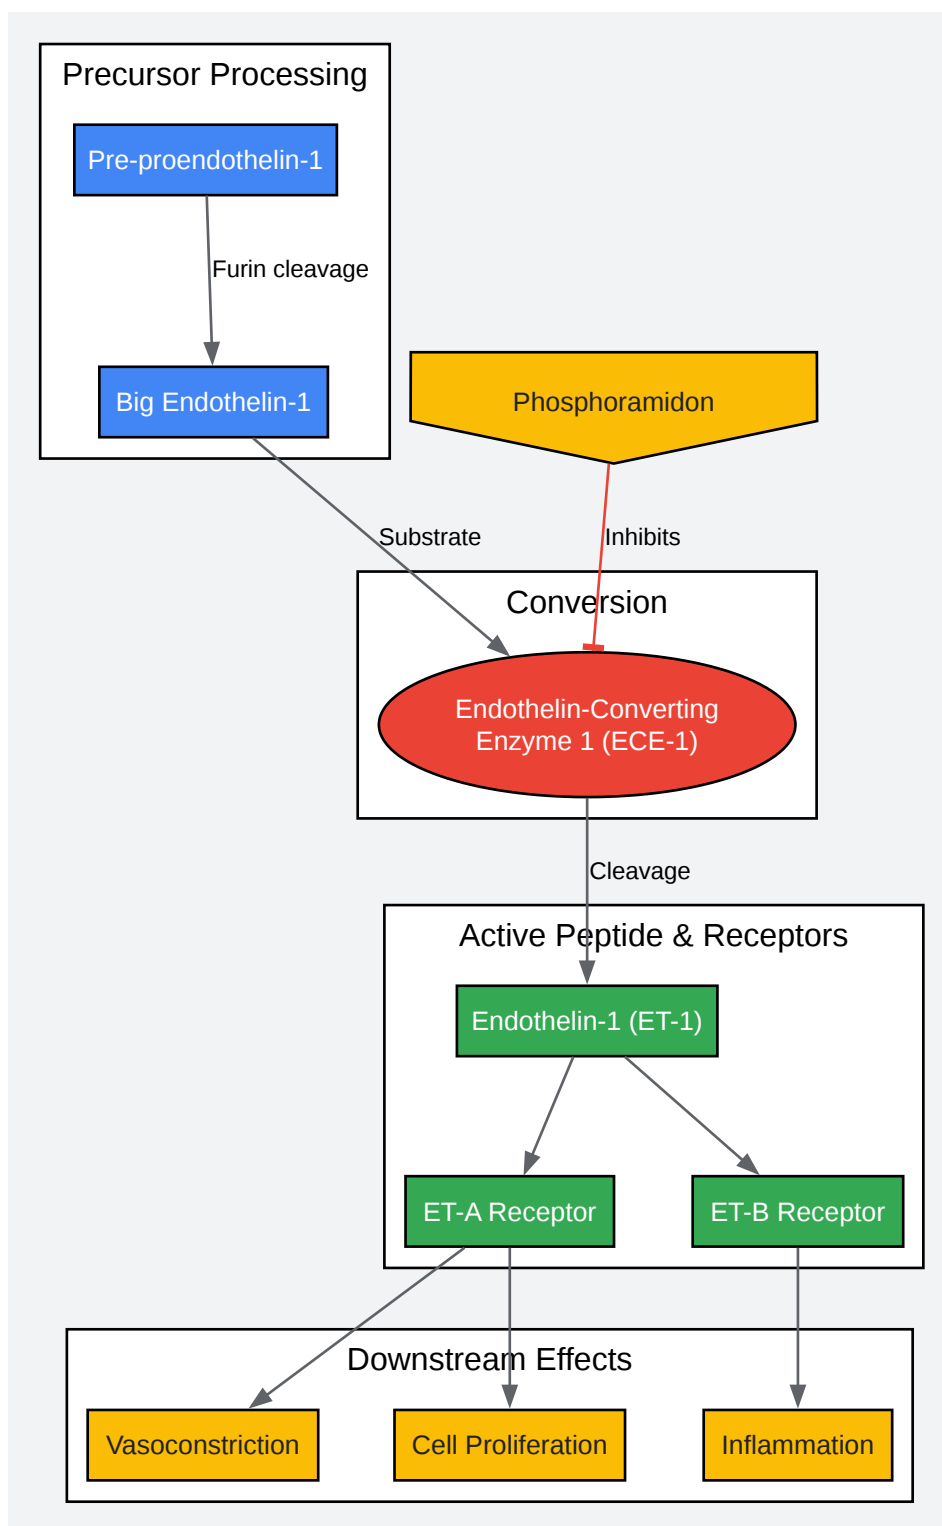 Precursor Processing
Pre-proendothelin-1
Furin cleavage
Big Endothelin-1
Phosphoramidon
Substrate
Inhibits
Conversion
Endothelin-Converting
Enzyme 1 (ECE-1)
Cleavage
Active Peptide & Receptors
Endothelin-1 (ET-1)
ET-A Receptor
ET-B Receptor
Downstream Effects
Vasoconstriction
Cell Proliferation
Inflammation